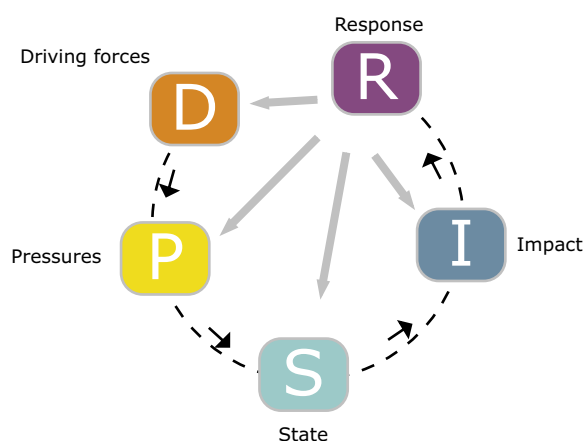 Response
R
Driving forces
D
P
Pressures
I
Impact
S
State